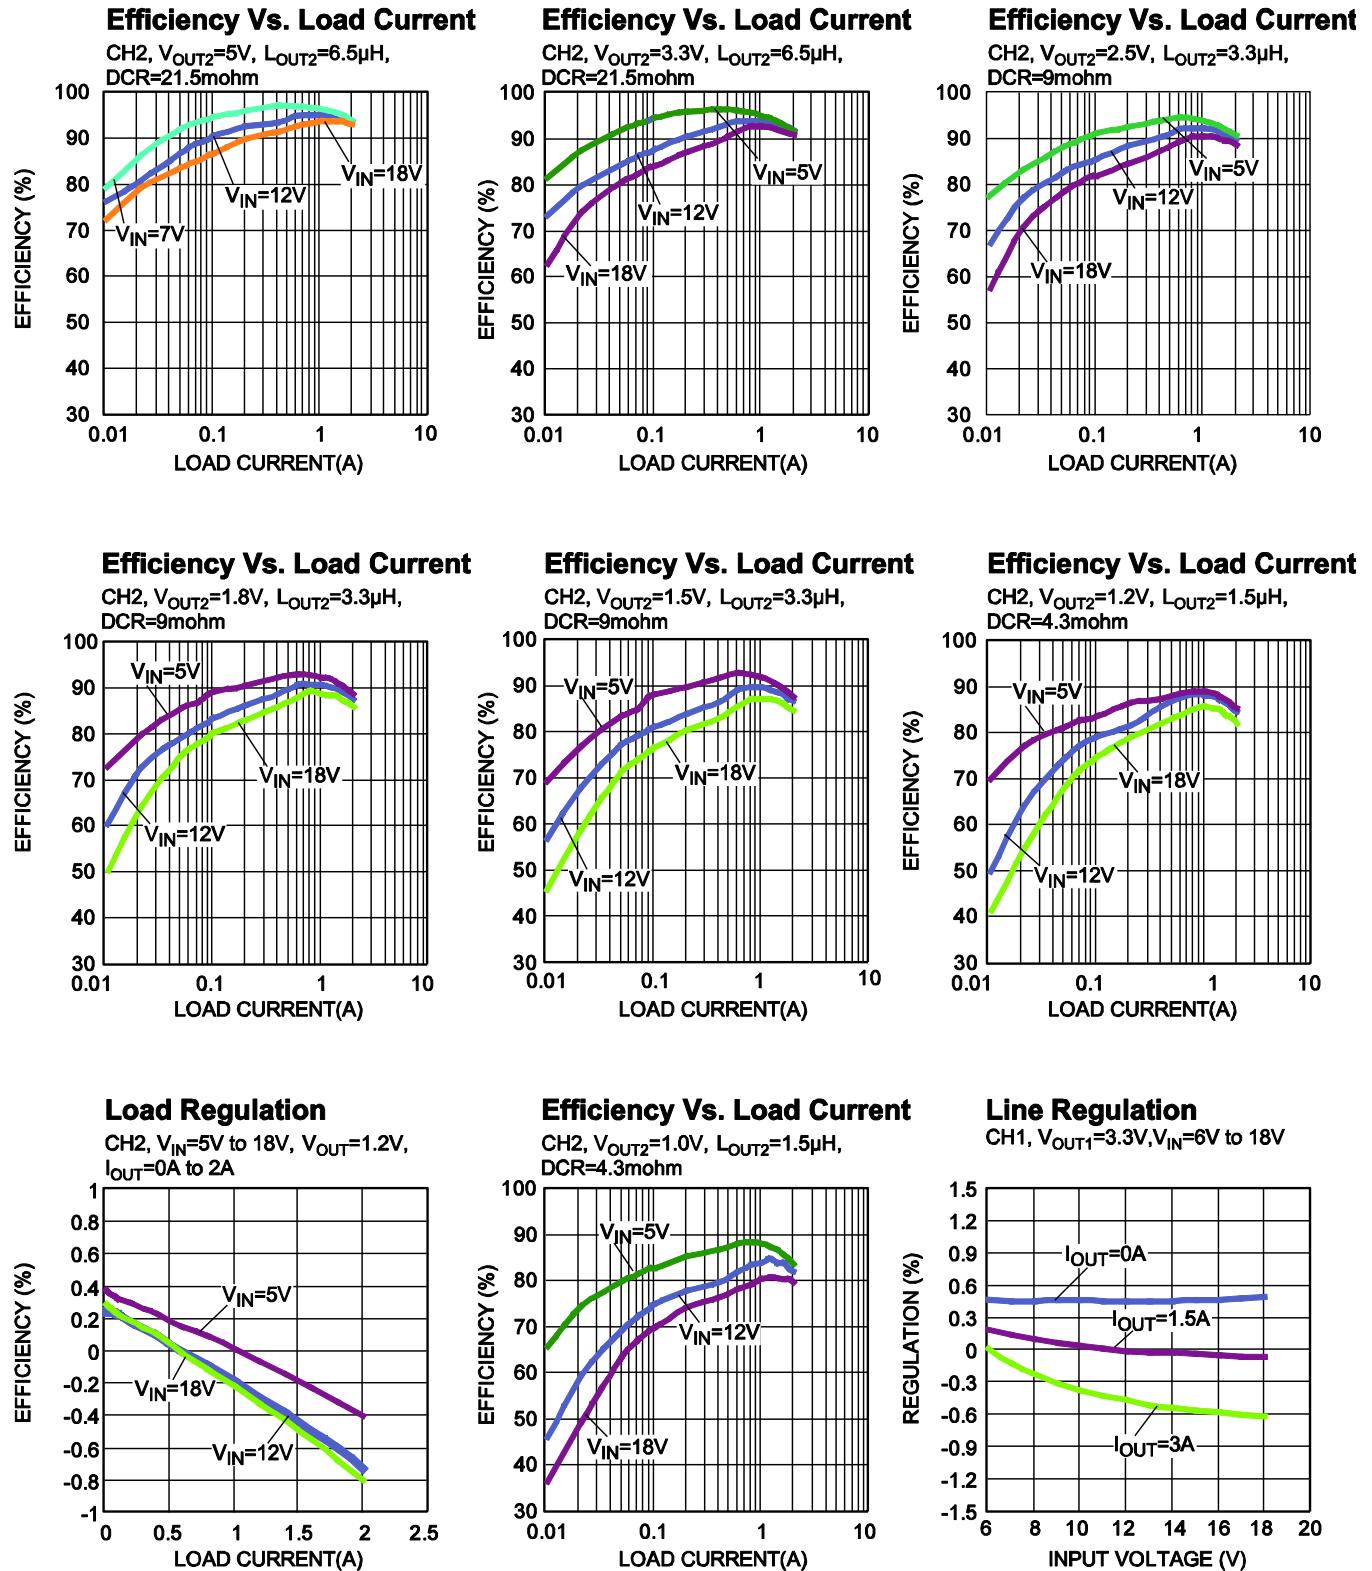 Efficiency Vs. Load Current
CH2, VOUT2=5V, LOUT2=6.5µH,
DCR=21.5mohm
EFFICIENCY (%)
100
90
80
70
60
50
40
30
VIN=18V
VIN=12V
VIN=7V
0.01 0.1 1 10
LOAD CURRENT(A)
Efficiency Vs. Load Current
CH2, VOUT2=3.3V, LOUT2=6.5µH,
DCR=21.5mohm
EFFICIENCY (%)
100
90
80
70
60
50
40
30
VIN=5V
VIN=12V
VIN=18V
0.01 0.1 1 10
LOAD CURRENT(A)
Efficiency Vs. Load Current
CH2, VOUT2=2.5V, LOUT2=3.3µH,
DCR=9mohm
EFFICIENCY (%)
100
90
80
70
60
50
40
30
VIN=5V
VIN=12V
VIN=18V
0.01 0.1 1 10
LOAD CURRENT(A)
Efficiency Vs. Load Current
CH2, VOUT2=1.8V, LOUT2=3.3µH,
DCR=9mohm
EFFICIENCY (%)
100
90
80
70
60
50
40
30
VIN=5V
VIN=18V
VIN=12V
0.01 0.1 1 10
LOAD CURRENT(A)
Efficiency Vs. Load Current
CH2, VOUT2=1.5V, LOUT2=3.3µH,
DCR=9mohm
EFFICIENCY (%)
100
90
80
70
60
50
40
30
VIN=5V
VIN=18V
VIN=12V
0.01 0.1 1 10
LOAD CURRENT(A)
Efficiency Vs. Load Current
CH2, VOUT2=1.2V, LOUT2=1.5µH,
DCR=4.3mohm
EFFICIENCY (%)
100
90
80
70
60
50
40
30
VIN=5V
VIN=18V
VIN=12V
0.01 0.1 1 10
LOAD CURRENT(A)
Load Regulation
CH2, VIN=5V to 18V, VOUT=1.2V,
IOUT=0A to 2A
EFFICIENCY (%)
1
0.8
0.6
0.4
0.2
0
-0.2
-0.4
-0.6
-0.8
-1
VIN=5V
VIN=18V
VIN=12V
0 0.5 1 1.5 2 2.5
LOAD CURRENT(A)
Efficiency Vs. Load Current
CH2, VOUT2=1.0V, LOUT2=1.5µH,
DCR=4.3mohm
EFFICIENCY (%)
100
90
80
70
60
50
40
30
VIN=5V
VIN=12V
VIN=18V
0.01 0.1 1 10
LOAD CURRENT(A)
Line Regulation
CH1, VOUT1=3.3V,VIN=6V to 18V
REGULATION (%)
1.5
1.2
0.9
0.6
0.3
0
-0.3
-0.6
-0.9
-1.2
-1.5
IOUT=0A
IOUT=1.5A
IOUT=3A
6 8 10 12 14 16 18 20
INPUT VOLTAGE (V)